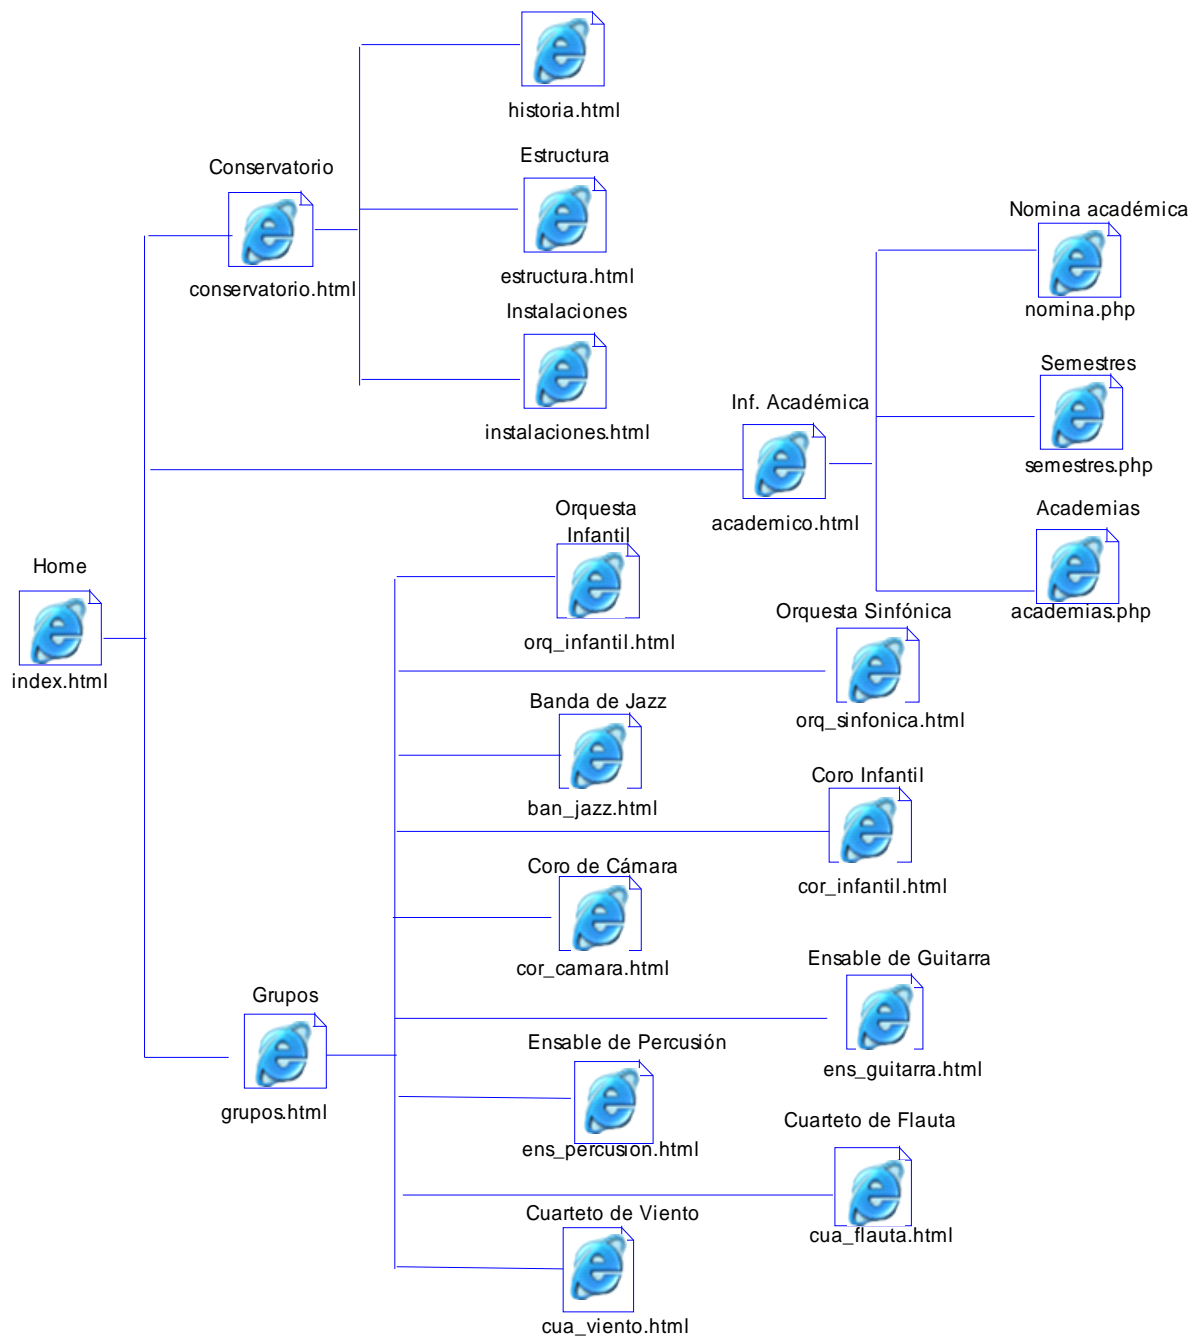 historia.html
Conservatorio
conservatorio.html
Estructura
estructura.html
Instalaciones
instalaciones.html
Nomina académica
nomina.php
Semestres
semestres.php
Inf. Académica
academico.html
Academias
academias.php
Home
index.html
Orquesta
Infantil
orq_infantil.html
Orquesta Sinfónica
orq_sinfonica.html
Banda de Jazz
ban_jazz.html
Coro Infantil
cor_infantil.html
Coro de Cámara
cor_camara.html
Ensable de Guitarra
ens_guitarra.html
Grupos
grupos.html
Ensable de Percusión
ens_percusion.html
Cuarteto de Flauta
cua_flauta.html
Cuarteto de Viento
cua_viento.html